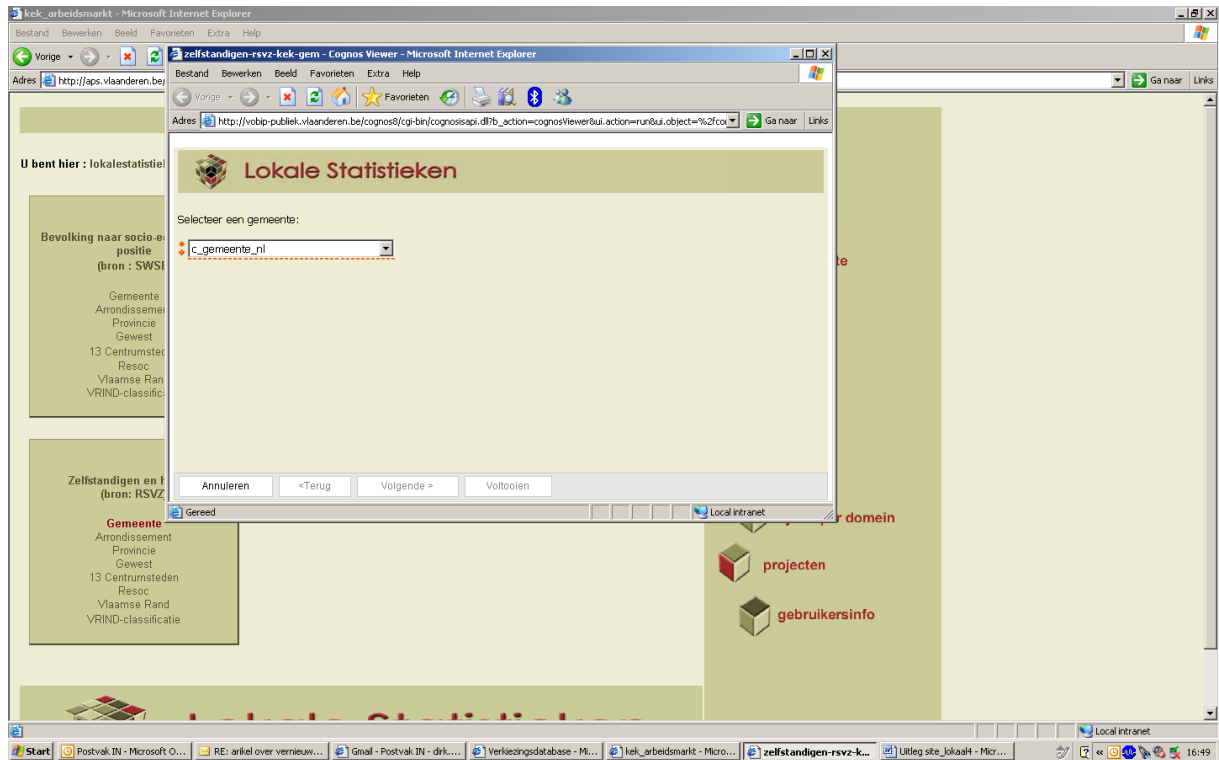 kek_arbeidsmarkt - Microsoft Internet Explorer
Bestand Bewerken Beeld Favorieten Extra Help
Vorige
Adres http://aps.vlaanderen.be/
Ga naar Links
zelfstandigen-rsvz-kek-gem - Cognos Viewer - Microsoft Internet Explorer
Bestand Bewerken Beeld Favorieten Extra Help
Vorige Favorieten
Adres http://vobip-publiek.vlaanderen.be/cognos8/cgi-bin/cognosisapi.dll?b_action=cognosViewer&ui.action=run&ui.object=%2fco
Ga naar Links
Lokale Statistieken
Selecteer een gemeente:
c_gemeente_nl
Annuleren <Terug Volgende > Voltooien
Gereed Local intranet
U bent hier : lokalestatistie
Bevolking naar socio-e
positie
(bron : SWSE
Gemeente
Arrondisseme
Provincie
Gewest
13 Centrumsted
Resoc
Vlaamse Ran
VRIND-classific
Zelfstandigen en h
(bron: RSVZ
Gemeente
Arrondissement
Provincie
Gewest
13 Centrumsteden
Resoc
Vlaamse Rand
VRIND-classificatie
te
per domein
projecten
gebruikersinfo
Lokale Statistieken
Local intranet
Start Postvak IN - Microsoft O... RE: arikel over vernieuw... Gmail - Postvak IN - dirk.... Verkiezingsdatabase - Mi... kek_arbeidsmarkt - Micro... zelfstandigen-rsvz-k... Uitleg site_lokaal4 - Micr... 16:49